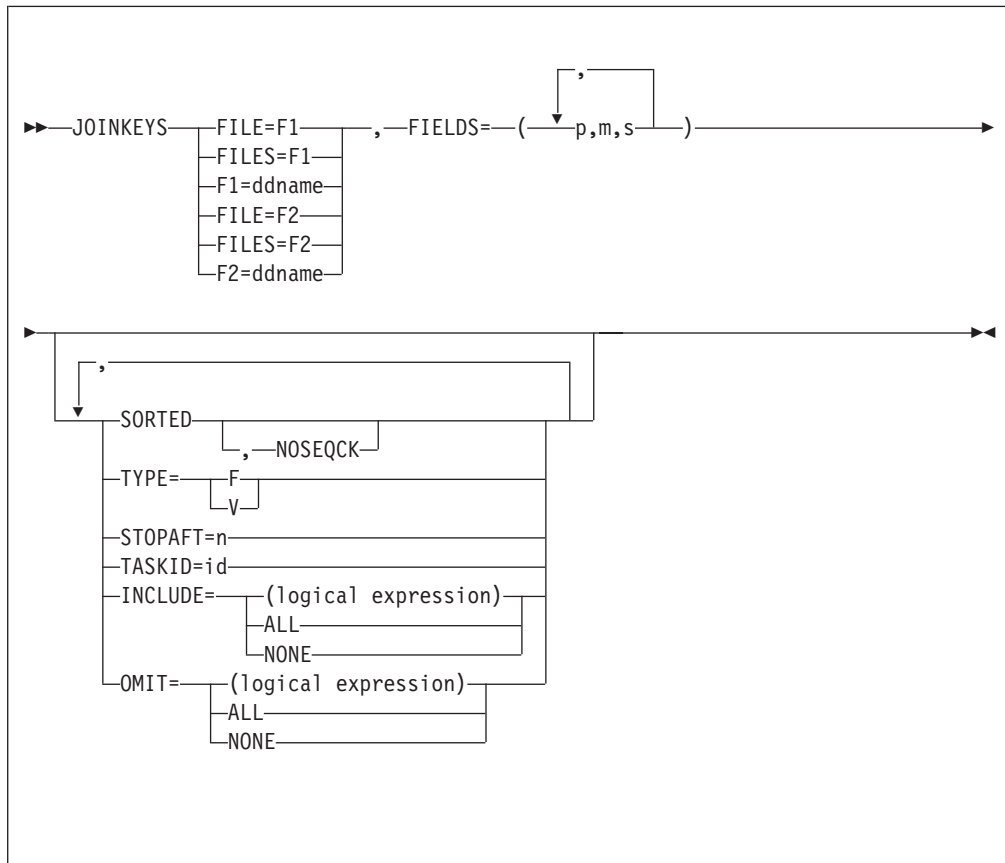 ,
JOINKEYS FILE=F1 , FIELDS= ( p,m,s )
FILES=F1
F1=ddname
FILE=F2
FILES=F2
F2=ddname
,
SORTED
, NOSEQCK
TYPE= F
V
STOPAFT=n
TASKID=id
INCLUDE= (logical expression)
ALL
NONE
OMIT= (logical expression)
ALL
NONE